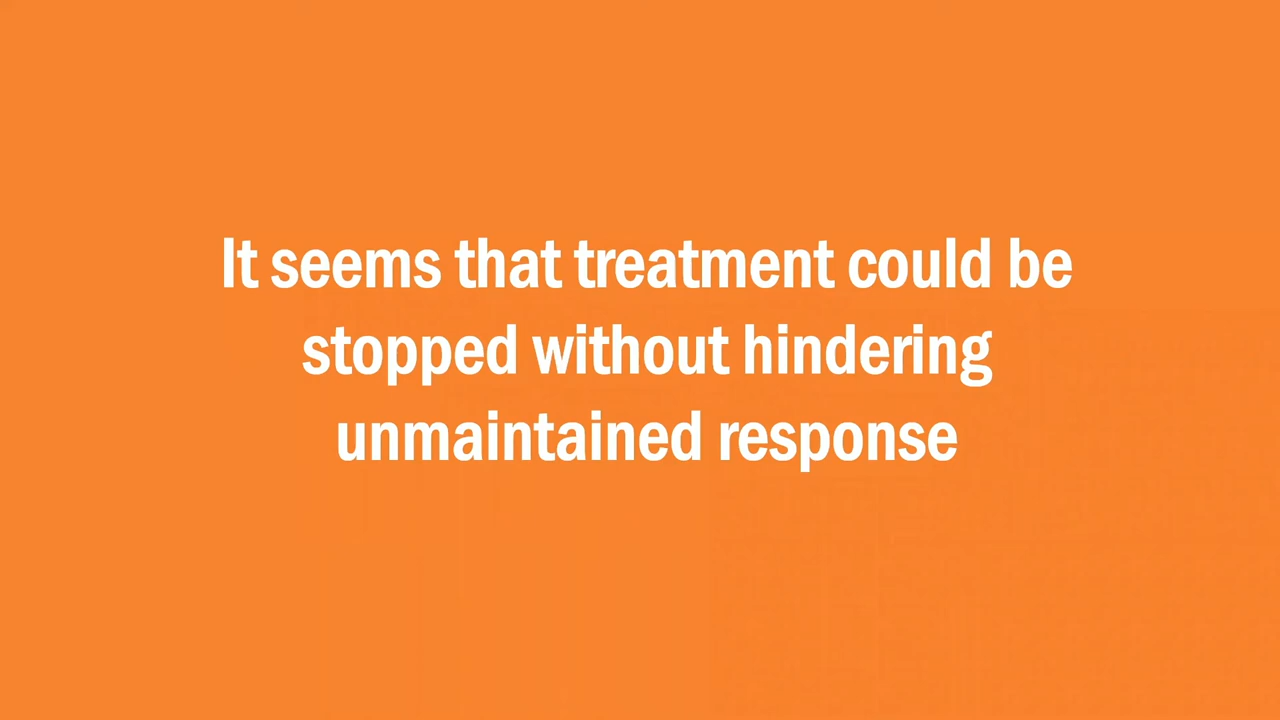 It seems that treatment could be
stopped without hindering
unmaintained response